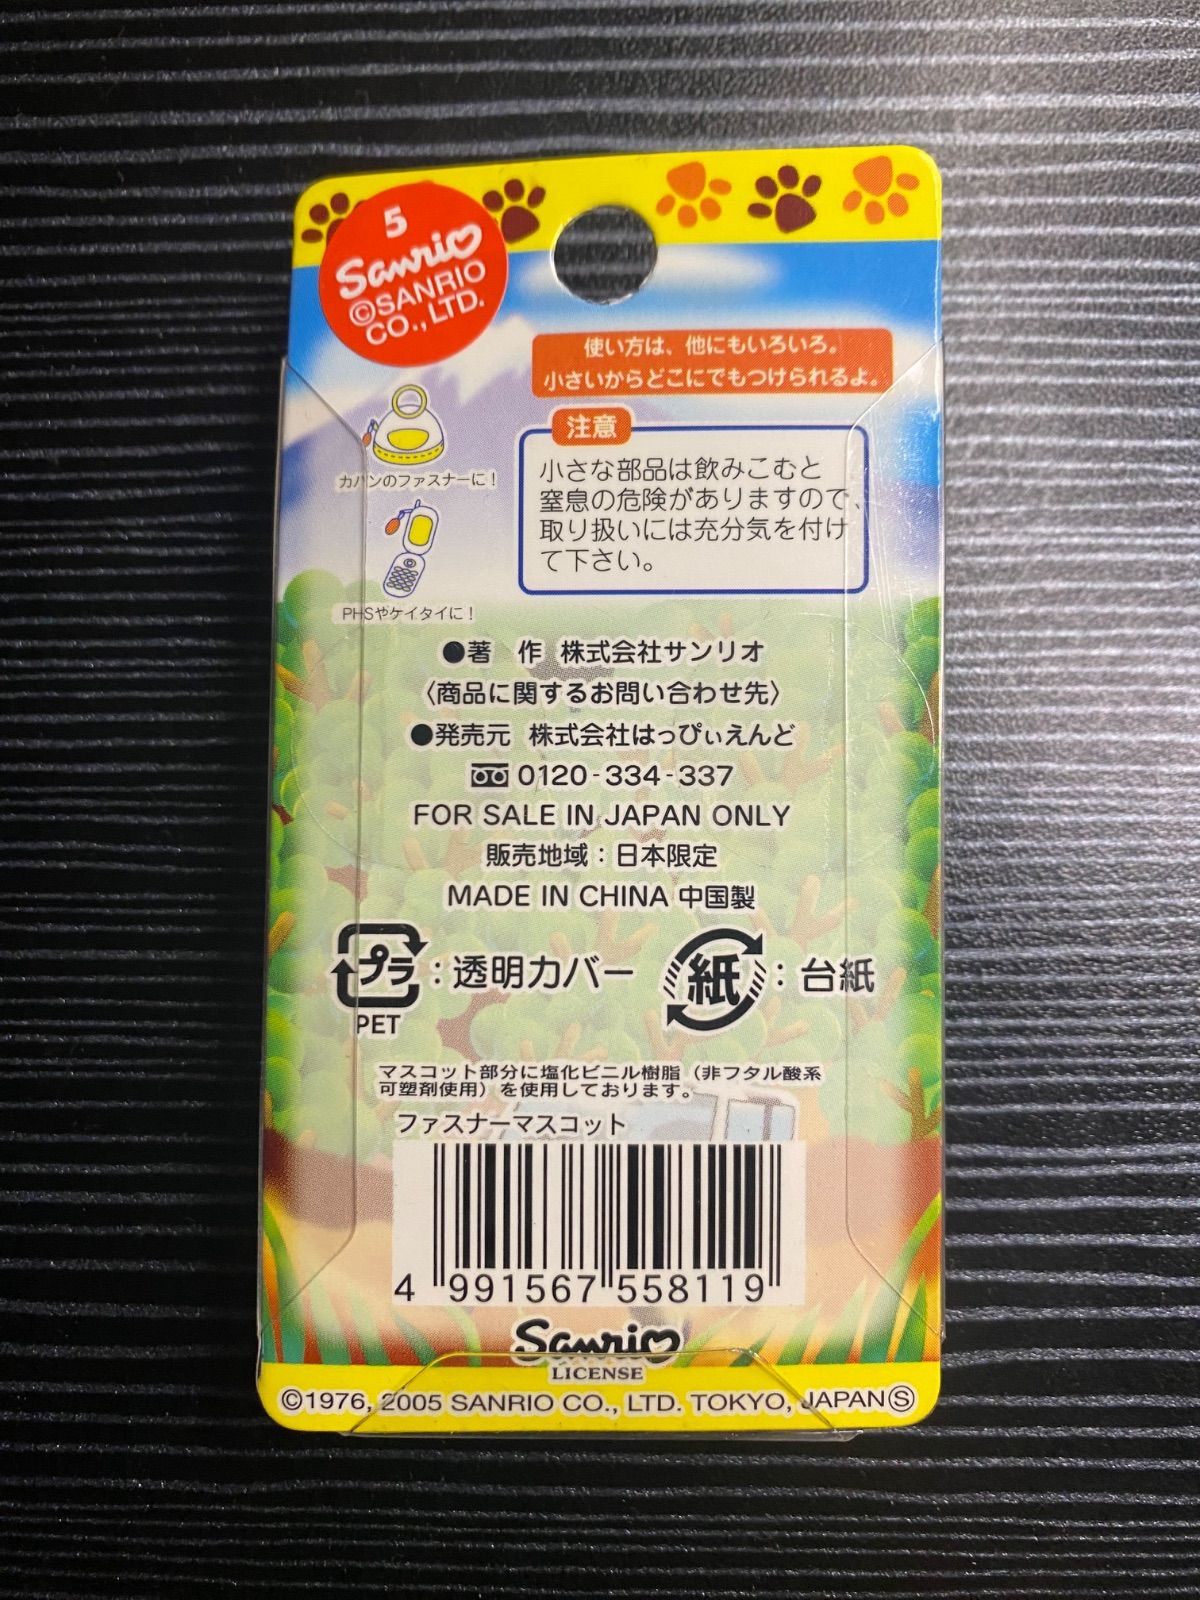 5
Sanrio
©SANRIO
CO., LTD.
使い方は、他にもいろいろ。
小さいからどこにでもつけられるよ。
カバンのファスナーに！
PHSやケイタイに！
注意
小さな部品は飲みこむと
窒息の危険がありますので、
取り扱いには充分気を付け
て下さい。
●著 作 株式会社サンリオ
〈商品に関するお問い合わせ先〉
●発売元 株式会社はっぴぃえんど
0120-334-337
FOR SALE IN JAPAN ONLY
販売地域：日本限定
MADE IN CHINA 中国製
プラ：透明カバー 紙：台紙
PET
マスコット部分に塩化ビニル樹脂（非フタル酸系
可塑剤使用）を使用しております。
ファスナーマスコット
4 991567 558119
Sanrio
LICENSE
©1976, 2005 SANRIO CO., LTD. TOKYO, JAPAN Ⓢ